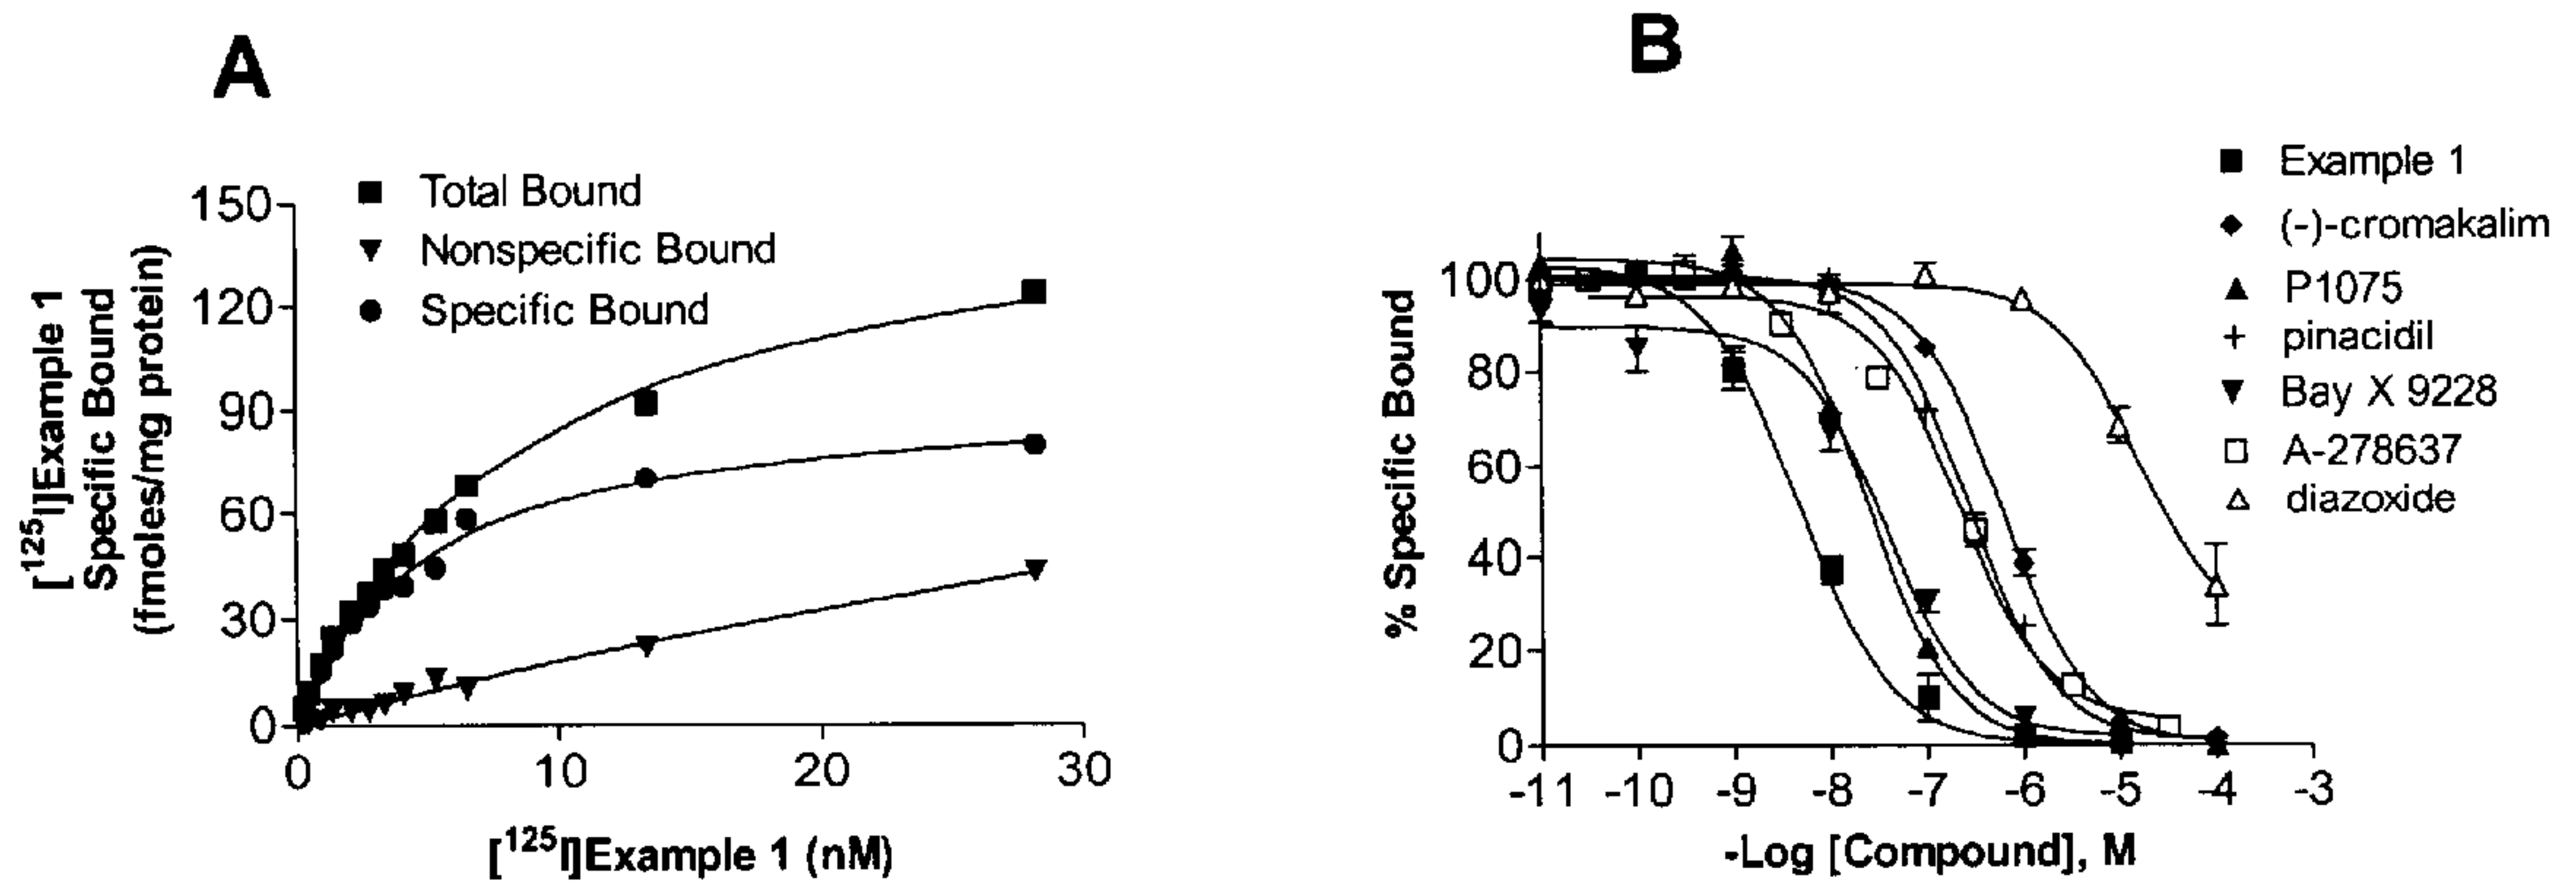 A
[125I]Example 1
Specific Bound
(fmoles/mg protein)
150
120
90
60
30
0
Total Bound
Nonspecific Bound
Specific Bound
0 10 20 30
[125I]Example 1 (nM)
B
% Specific Bound
100
80
60
40
20
0
Example 1
(-)-cromakalim
P1075
pinacidil
Bay X 9228
A-278637
diazoxide
-11 -10 -9 -8 -7 -6 -5 -4 -3
-Log [Compound], M